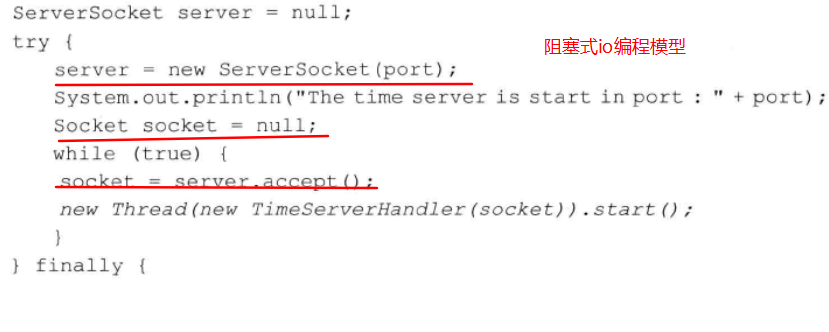 ServerSocket server = null;
try {
阻塞式io编程模型
server = new ServerSocket(port);
System.out.println("The time server is start in port : " + port);
Socket socket = null;
while (true) {
socket = server.accept();
new Thread(new TimeServerHandler(socket)).start();
}
} finally {